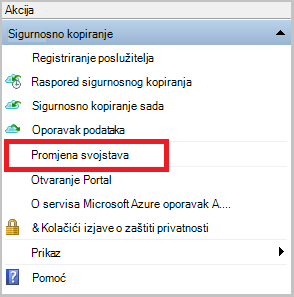 Akcija
Sigurnosno kopiranje
Registriranje poslužitelja
Raspored sigurnosnog kopiranja
Sigurnosno kopiranje sada
Oporavak podataka
Promjena svojstava
Otvaranje Portal
O servisa Microsoft Azure oporavak A....
& Kolačići izjave o zaštiti privatnosti
Prikaz
Pomoć